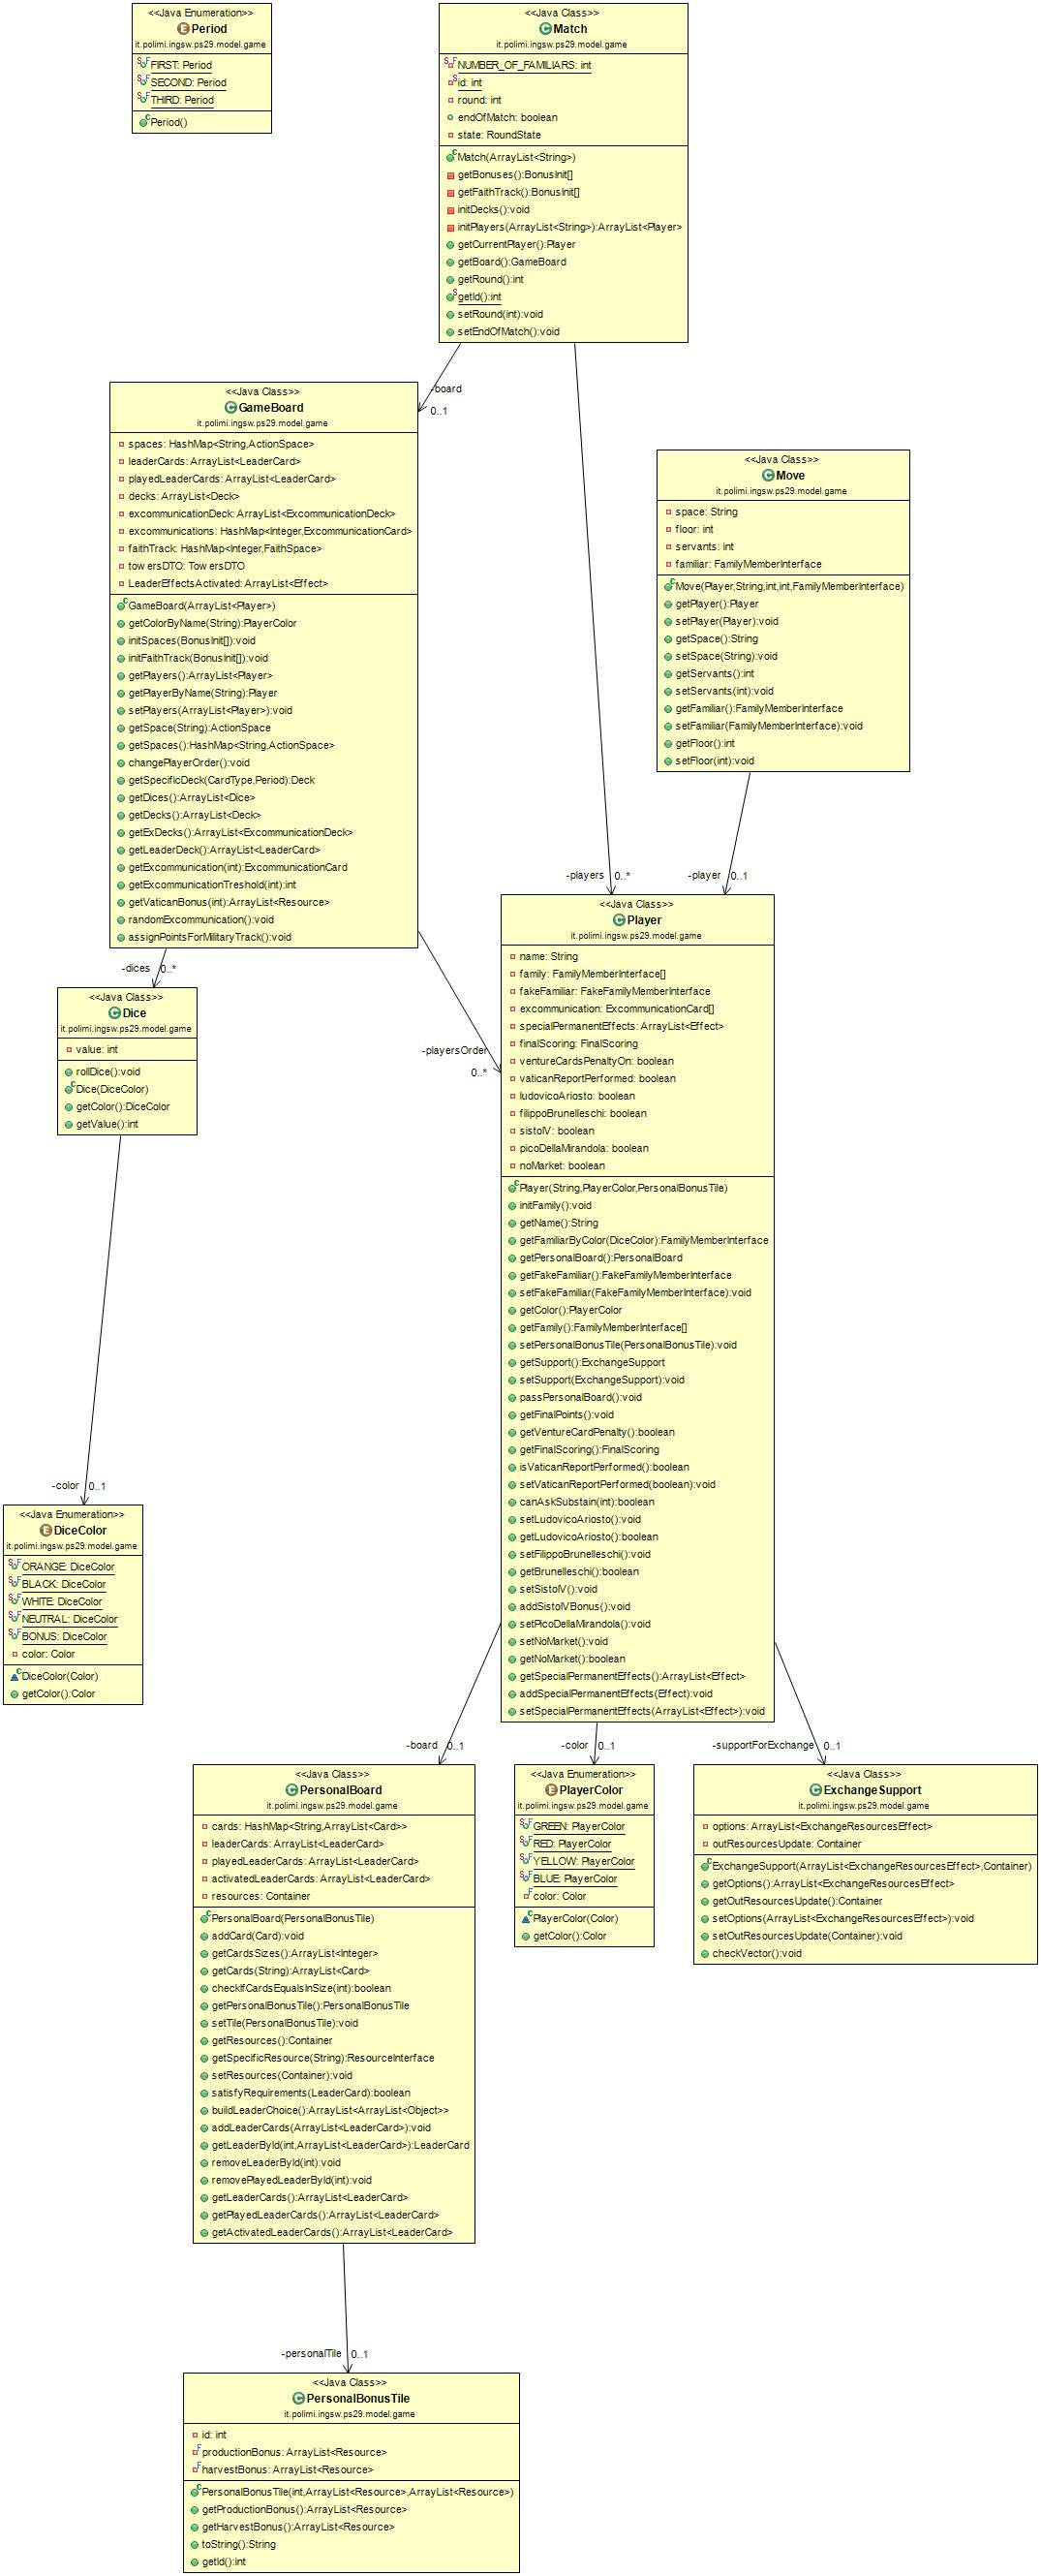 <<Java Enumeration>>
Period
it.polimi.ingsw.ps29.model.game
FIRST: Period
SECOND: Period
THIRD: Period
Period()
<<Java Class>>
Match
it.polimi.ingsw.ps29.model.game
NUMBER_OF_FAMILIARS: int
id: int
round: int
endOfMatch: boolean
state: RoundState
Match(ArrayList<String>)
getBonuses():BonusInit[]
getFaithTrack():BonusInit[]
initDecks():void
initPlayers(ArrayList<String>):ArrayList<Player>
getCurrentPlayer():Player
getBoard():GameBoard
getRound():int
getId():int
setRound(int):void
setEndOfMatch():void
-board
0..1
<<Java Class>>
GameBoard
it.polimi.ingsw.ps29.model.game
spaces: HashMap<String,ActionSpace>
leaderCards: ArrayList<LeaderCard>
playedLeaderCards: ArrayList<LeaderCard>
decks: ArrayList<Deck>
excommunicationDeck: ArrayList<ExcommunicationDeck>
excommunications: HashMap<Integer,ExcommunicationCard>
faithTrack: HashMap<Integer,FaithSpace>
towersDTO: TowersDTO
LeaderEffectsActivated: ArrayList<Effect>
GameBoard(ArrayList<Player>)
getColorByName(String):PlayerColor
initSpaces(BonusInit[]):void
initFaithTrack(BonusInit[]):void
getPlayers():ArrayList<Player>
getPlayerByName(String):Player
setPlayers(ArrayList<Player>):void
getSpace(String):ActionSpace
getSpaces():HashMap<String,ActionSpace>
changePlayerOrder():void
getSpecificDeck(CardType,Period):Deck
getDices():ArrayList<Dice>
getDecks():ArrayList<Deck>
getExDecks():ArrayList<ExcommunicationDeck>
getLeaderDeck():ArrayList<LeaderCard>
getExcommunication(int):ExcommunicationCard
getExcommunicationTreshold(int):int
getVaticanBonus(int):ArrayList<Resource>
randomExcommunication():void
assignPointsForMilitaryTrack():void
<<Java Class>>
Move
it.polimi.ingsw.ps29.model.game
space: String
floor: int
servants: int
familiar: FamilyMemberInterface
Move(Player,String,int,int,FamilyMemberInterface)
getPlayer():Player
setPlayer(Player):void
getSpace():String
setSpace(String):void
getServants():int
setServants(int):void
getFamiliar():FamilyMemberInterface
setFamiliar(FamilyMemberInterface):void
getFloor():int
setFloor(int):void
-players 0..*
-player 0..1
-dices 0..*
-playersOrder
0..*
<<Java Class>>
Dice
it.polimi.ingsw.ps29.model.game
value: int
rollDice():void
Dice(DiceColor)
getColor():DiceColor
getValue():int
<<Java Class>>
Player
it.polimi.ingsw.ps29.model.game
name: String
family: FamilyMemberInterface[]
fakeFamiliar: FakeFamilyMemberInterface
excommunication: ExcommunicationCard[]
specialPermanentEffects: ArrayList<Effect>
finalScoring: FinalScoring
ventureCardsPenaltyOn: boolean
vaticanReportPerformed: boolean
ludovicoAriosto: boolean
filippoBrunelleschi: boolean
sistoIV: boolean
picoDellaMirandola: boolean
noMarket: boolean
Player(String,PlayerColor,PersonalBonusTile)
initFamily():void
getName():String
getFamiliarByColor(DiceColor):FamilyMemberInterface
getPersonalBoard():PersonalBoard
getFakeFamiliar():FakeFamilyMemberInterface
setFakeFamiliar(FakeFamilyMemberInterface):void
getColor():PlayerColor
getFamily():FamilyMemberInterface[]
setPersonalBonusTile(PersonalBonusTile):void
getSupport():ExchangeSupport
setSupport(ExchangeSupport):void
passPersonalBoard():void
getFinalPoints():void
getVentureCardPenalty():boolean
getFinalScoring():FinalScoring
isVaticanReportPerformed():boolean
setVaticanReportPerformed(boolean):void
canAskSubstain(int):boolean
setLudovicoAriosto():void
getLudovicoAriosto():boolean
setFilippoBrunelleschi():void
getBrunelleschi():boolean
setSistoIV():void
addSistoIVBonus():void
setPicoDellaMirandola():void
setNoMarket():void
getNoMarket():boolean
getSpecialPermanentEffects():ArrayList<Effect>
addSpecialPermanentEffects(Effect):void
setSpecialPermanentEffects(ArrayList<Effect>):void
-color 0..1
<<Java Enumeration>>
DiceColor
it.polimi.ingsw.ps29.model.game
ORANGE: DiceColor
BLACK: DiceColor
WHITE: DiceColor
NEUTRAL: DiceColor
BONUS: DiceColor
color: Color
DiceColor(Color)
getColor():Color
-board 0..1
-color 0..1
-supportForExchange 0..1
<<Java Class>>
PersonalBoard
it.polimi.ingsw.ps29.model.game
cards: HashMap<String,ArrayList<Card>>
leaderCards: ArrayList<LeaderCard>
playedLeaderCards: ArrayList<LeaderCard>
activatedLeaderCards: ArrayList<LeaderCard>
resources: Container
PersonalBoard(PersonalBonusTile)
addCard(Card):void
getCardsSizes():ArrayList<Integer>
getCards(String):ArrayList<Card>
checkIfCardsEqualsInSize(int):boolean
getPersonalBonusTile():PersonalBonusTile
setTile(PersonalBonusTile):void
getResources():Container
getSpecificResource(String):ResourceInterface
setResources(Container):void
satisfyRequirements(LeaderCard):boolean
buildLeaderChoice():ArrayList<ArrayList<Object>>
addLeaderCards(ArrayList<LeaderCard>):void
getLeaderById(int,ArrayList<LeaderCard>):LeaderCard
removeLeaderById(int):void
removePlayedLeaderById(int):void
getLeaderCards():ArrayList<LeaderCard>
getPlayedLeaderCards():ArrayList<LeaderCard>
getActivatedLeaderCards():ArrayList<LeaderCard>
<<Java Enumeration>>
PlayerColor
it.polimi.ingsw.ps29.model.game
GREEN: PlayerColor
RED: PlayerColor
YELLOW: PlayerColor
BLUE: PlayerColor
color: Color
PlayerColor(Color)
getColor():Color
<<Java Class>>
ExchangeSupport
it.polimi.ingsw.ps29.model.game
options: ArrayList<ExchangeResourcesEffect>
outResourcesUpdate: Container
ExchangeSupport(ArrayList<ExchangeResourcesEffect>,Container)
getOptions():ArrayList<ExchangeResourcesEffect>
getOutResourcesUpdate():Container
setOptions(ArrayList<ExchangeResourcesEffect>):void
setOutResourcesUpdate(Container):void
checkVector():void
-personalTile 0..1
<<Java Class>>
PersonalBonusTile
it.polimi.ingsw.ps29.model.game
id: int
productionBonus: ArrayList<Resource>
harvestBonus: ArrayList<Resource>
PersonalBonusTile(int,ArrayList<Resource>,ArrayList<Resource>)
getProductionBonus():ArrayList<Resource>
getHarvestBonus():ArrayList<Resource>
toString():String
getId():int